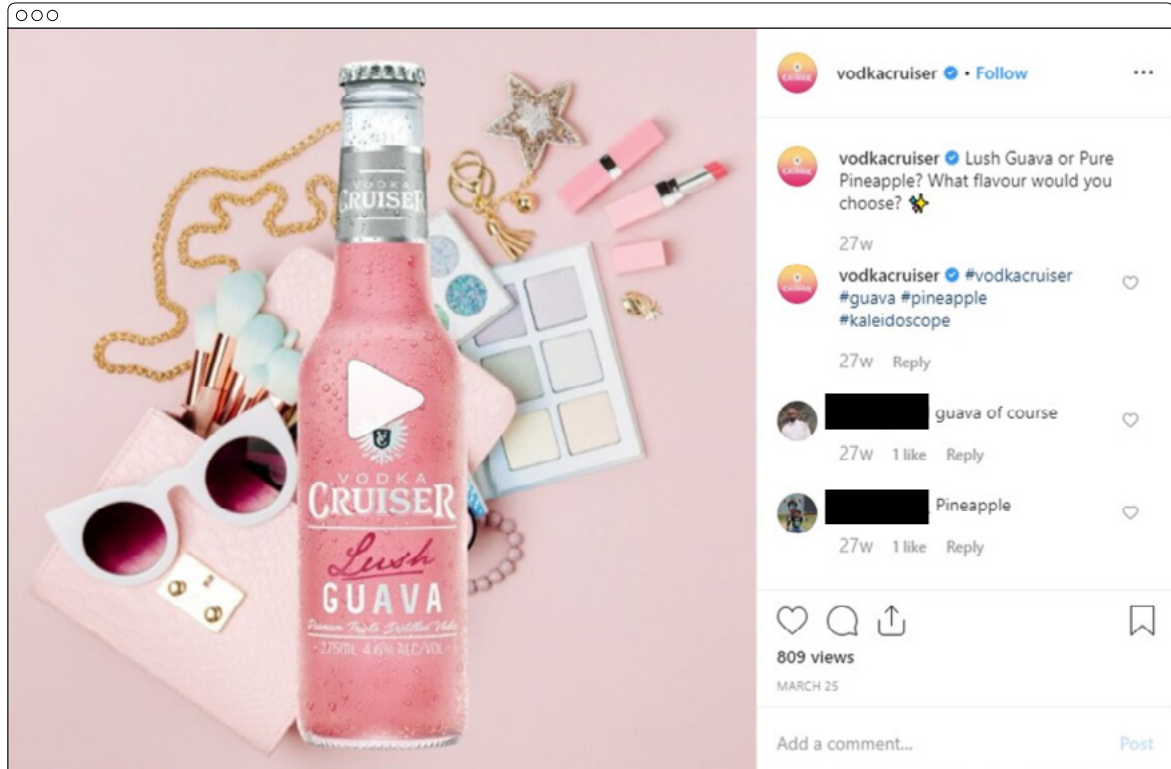 VODKA
CRUISER
VODKA
CRUISER
Lush
GUAVA
Premium Triple Distilled Vodka
275ML 4.6% ALC/VOL
vodkacruiser • Follow
vodkacruiser Lush Guava or Pure
Pineapple? What flavour would you
choose?
27w
vodkacruiser #vodkacruiser
#guava #pineapple
#kaleidoscope
27w Reply
guava of course
27w 1 like Reply
Pineapple
27w 1 like Reply
809 views
MARCH 25
Add a comment... Post